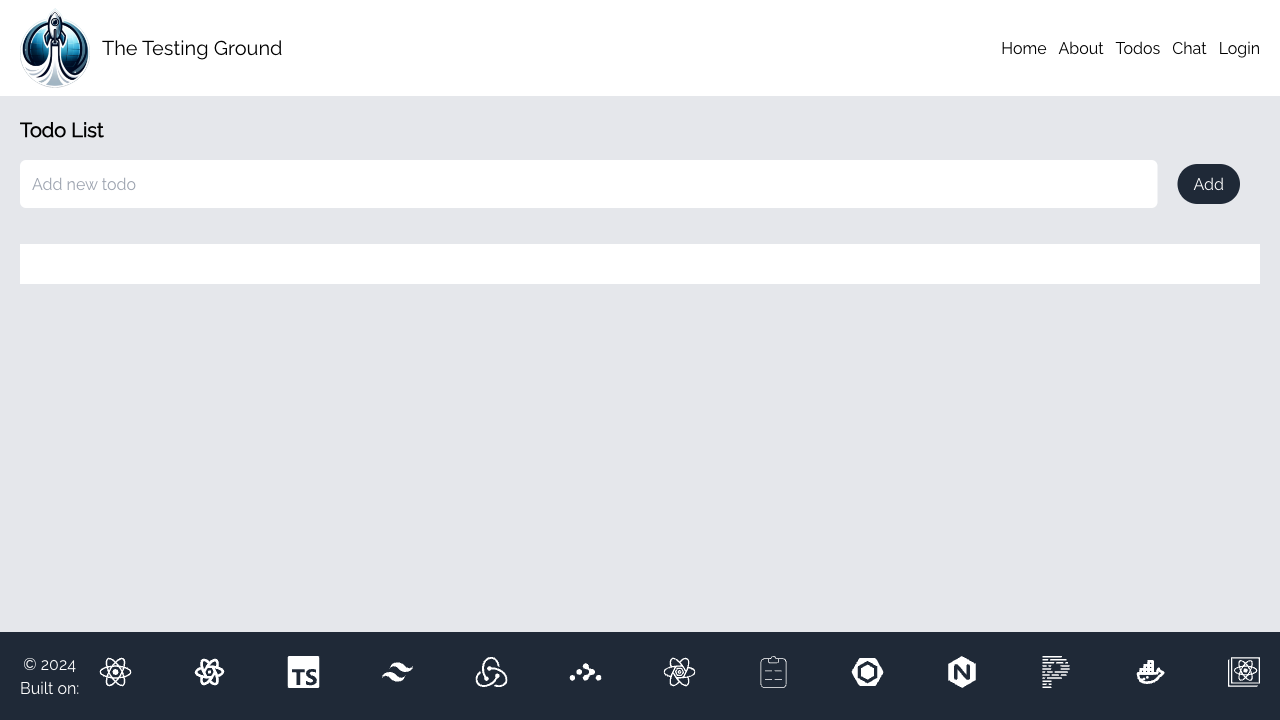 The Testing Ground
Home About Todos Chat Login
Todo List
Add new todo
Add
© 2024
Built on:
TS